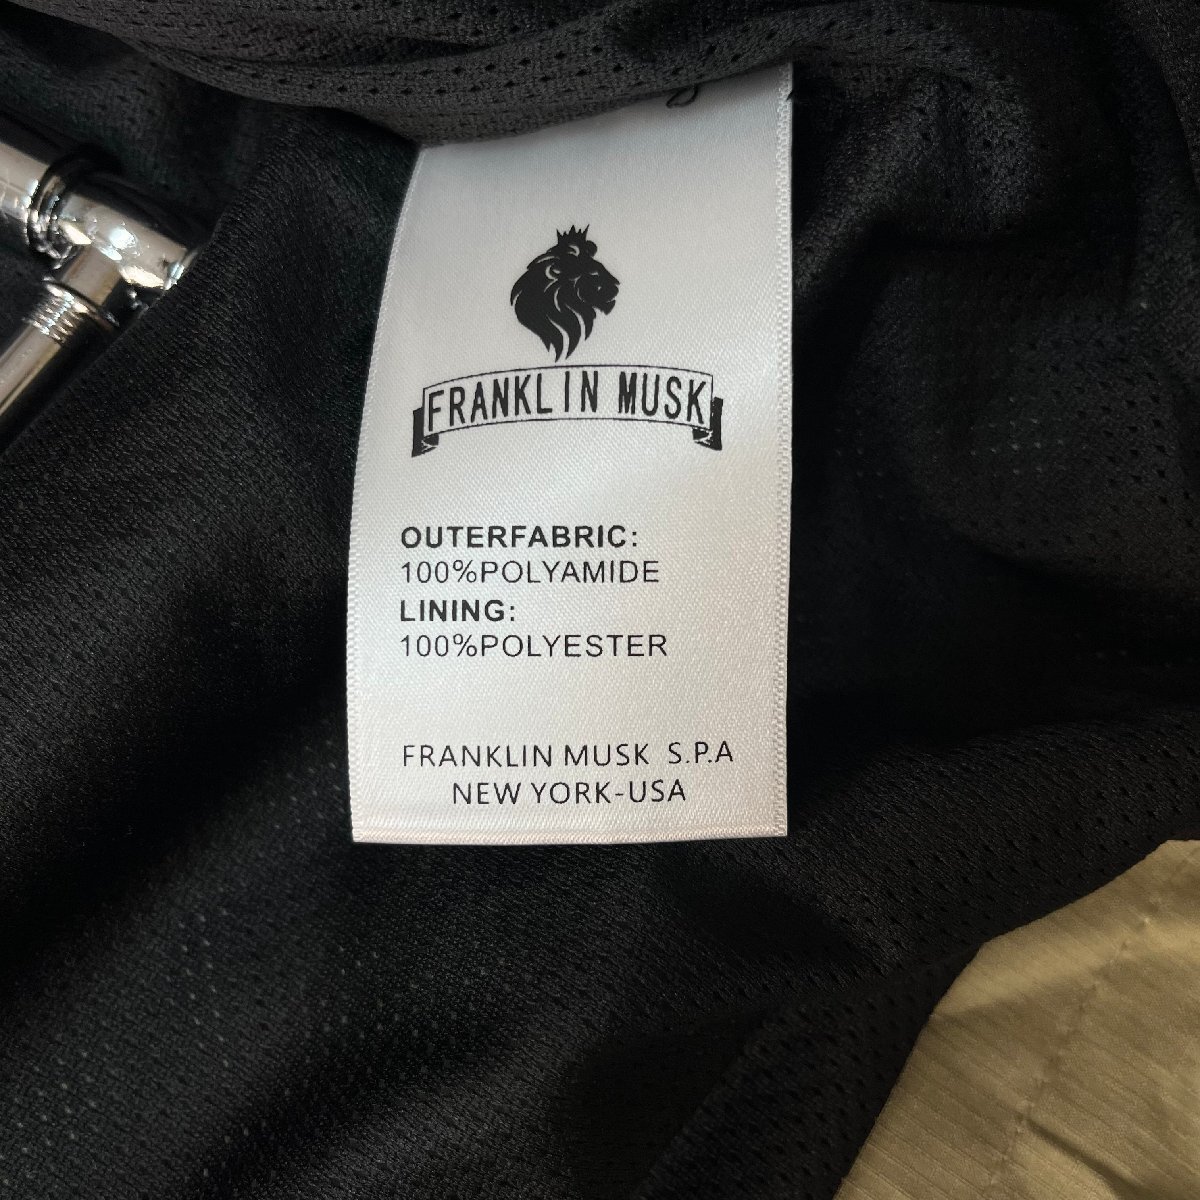 FRANKLIN MUSK
OUTERFABRIC:
100%POLYAMIDE
LINING:
100%POLYESTER
FRANKLIN MUSK S.P.A
NEW YORK-USA